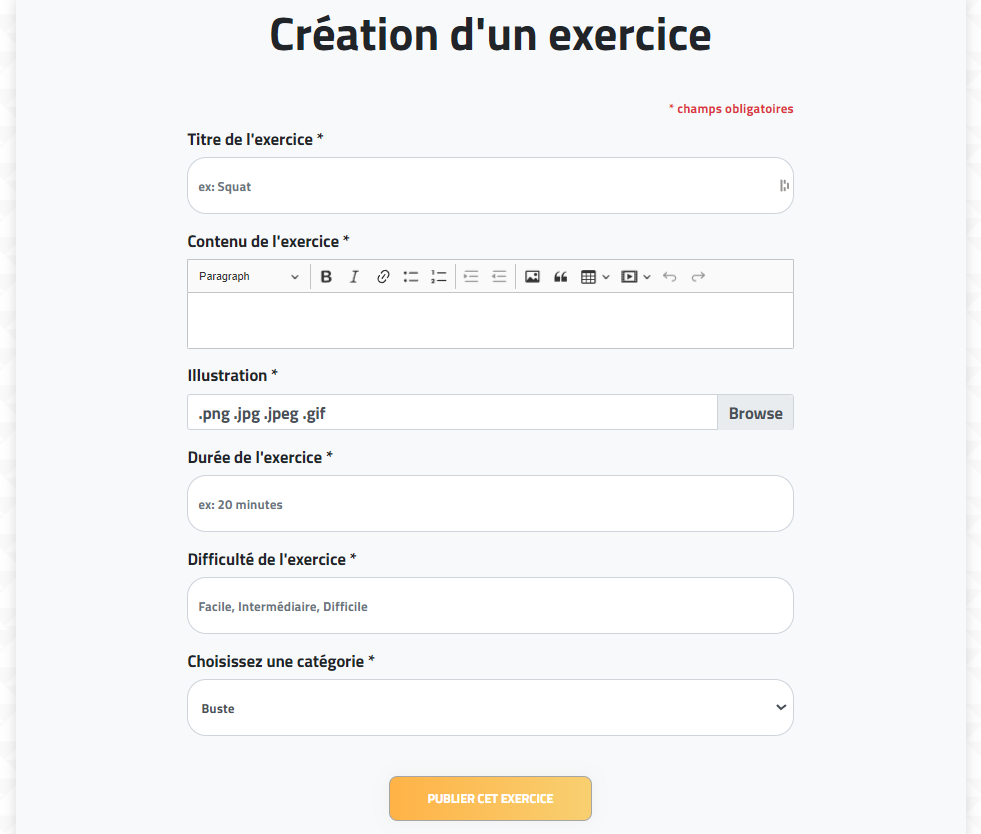 Création d'un exercice
* champs obligatoires
Titre de l'exercice *
ex: Squat
Contenu de l'exercice *
Paragraph
Illustration *
.png .jpg .jpeg .gif Browse
Durée de l'exercice *
ex: 20 minutes
Difficulté de l'exercice *
Facile, Intermédiaire, Difficile
Choisissez une catégorie *
Buste
PUBLIER CET EXERCICE